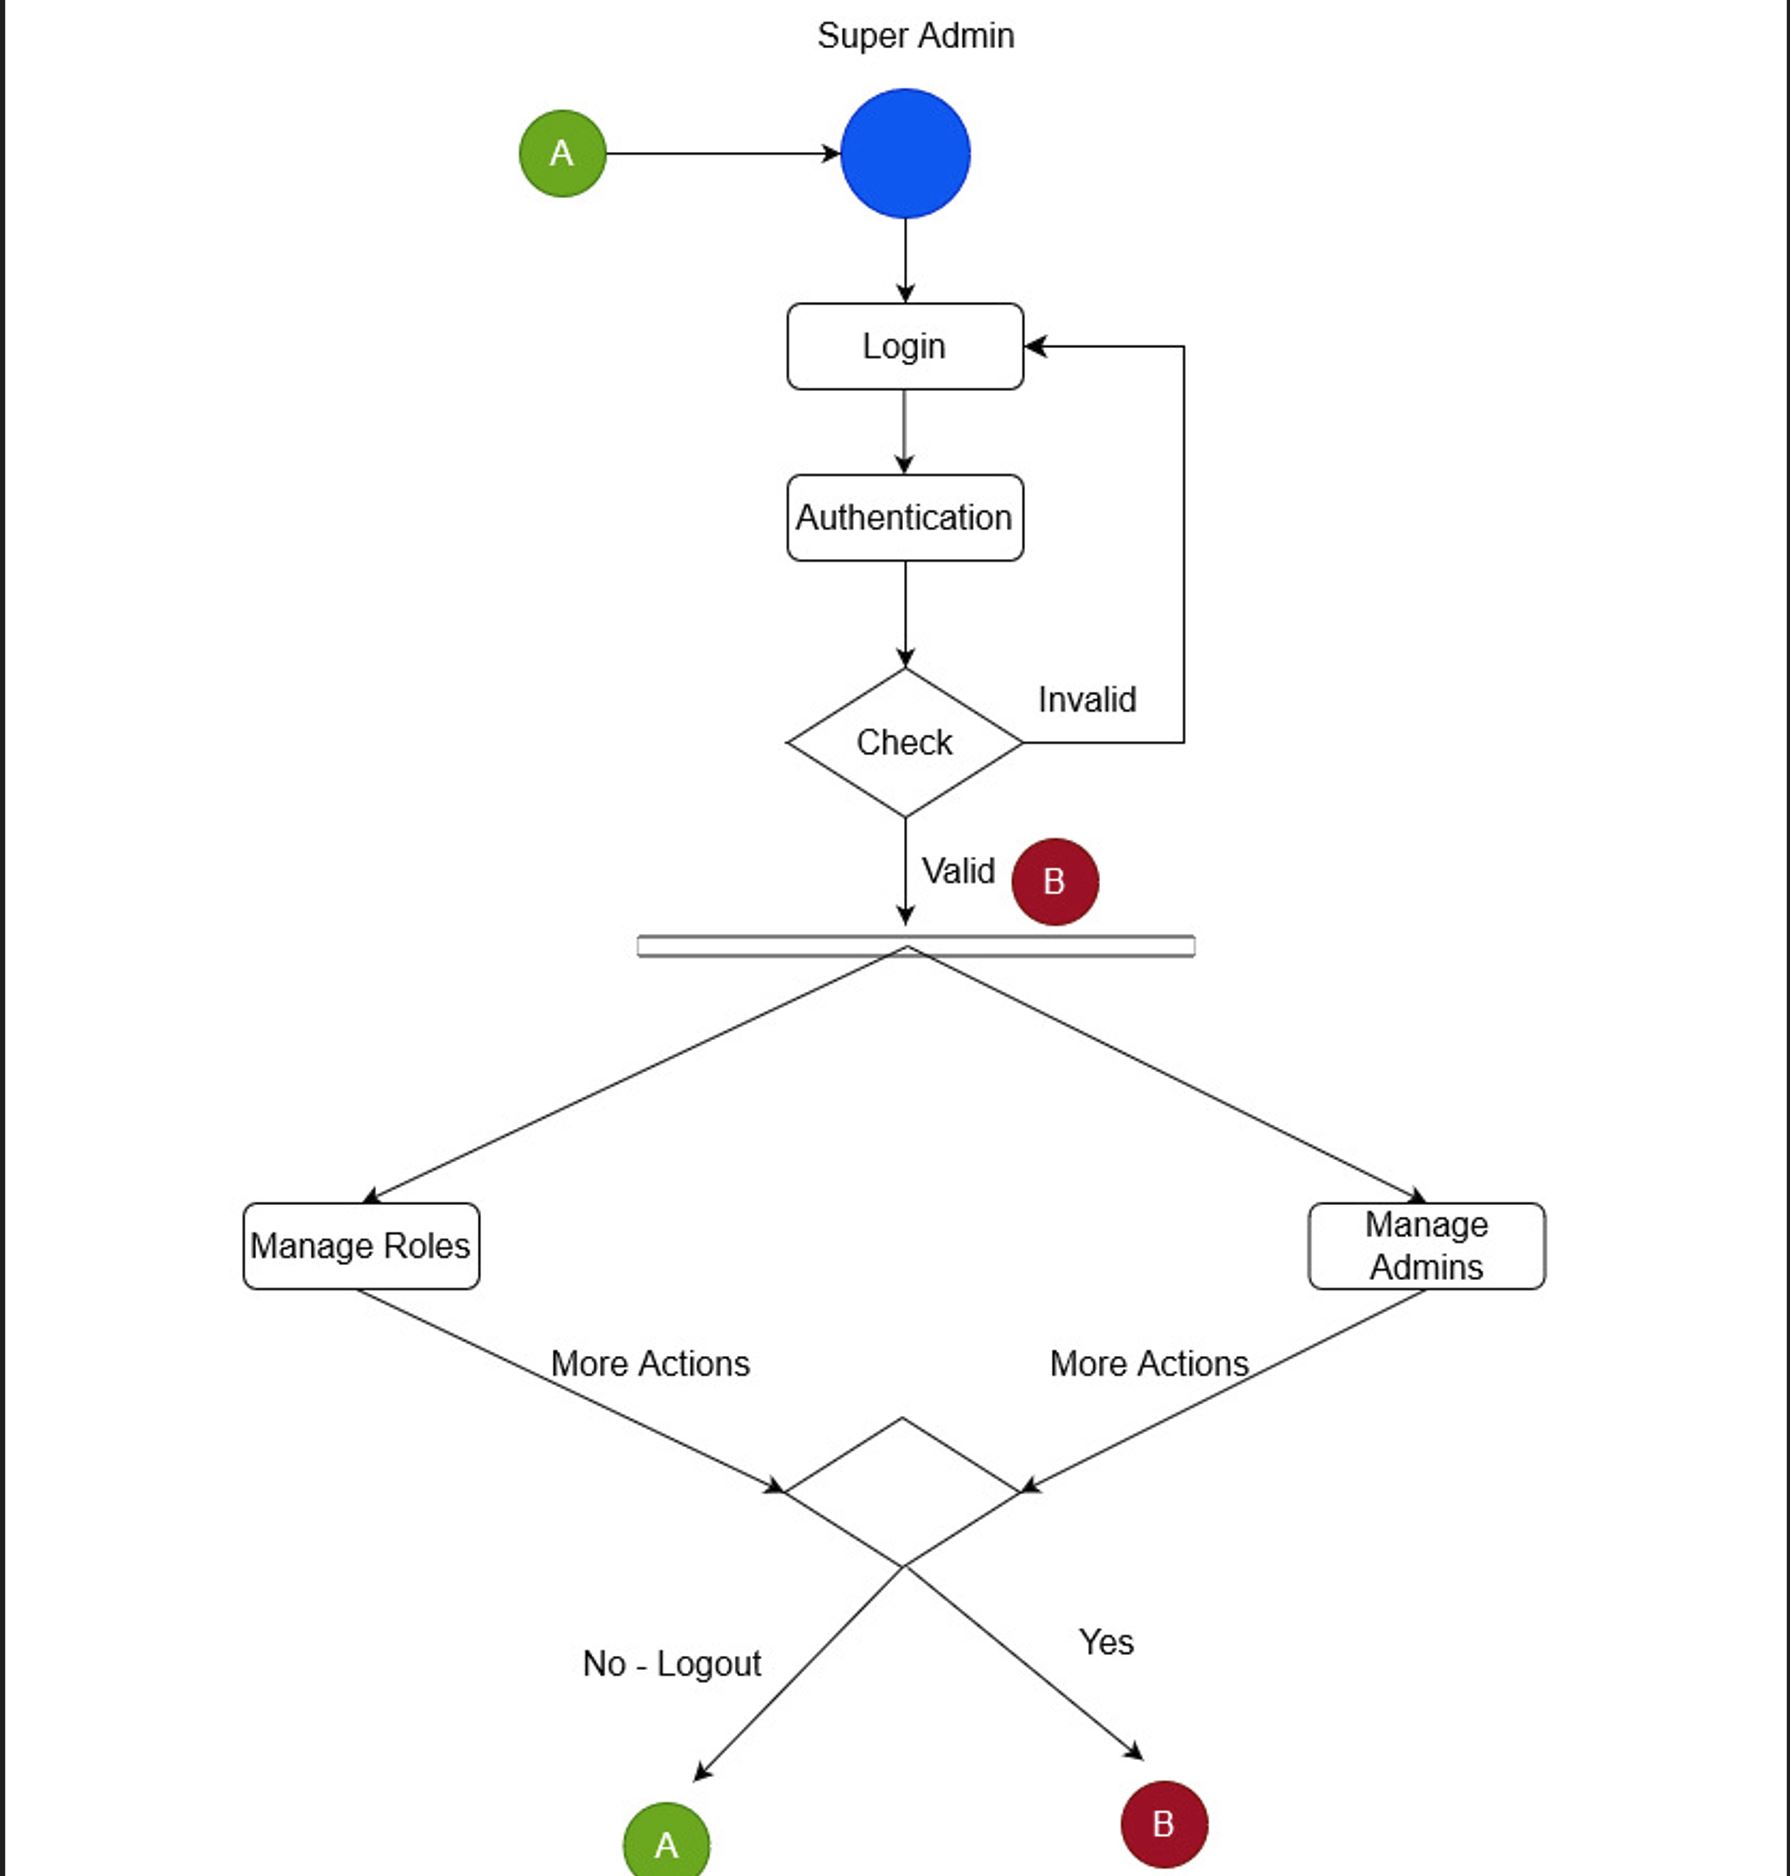 Super Admin
A
Login
Authentication
Check
Invalid
Valid
B
Manage Roles
Manage
Admins
More Actions
More Actions
No - Logout
Yes
A
B